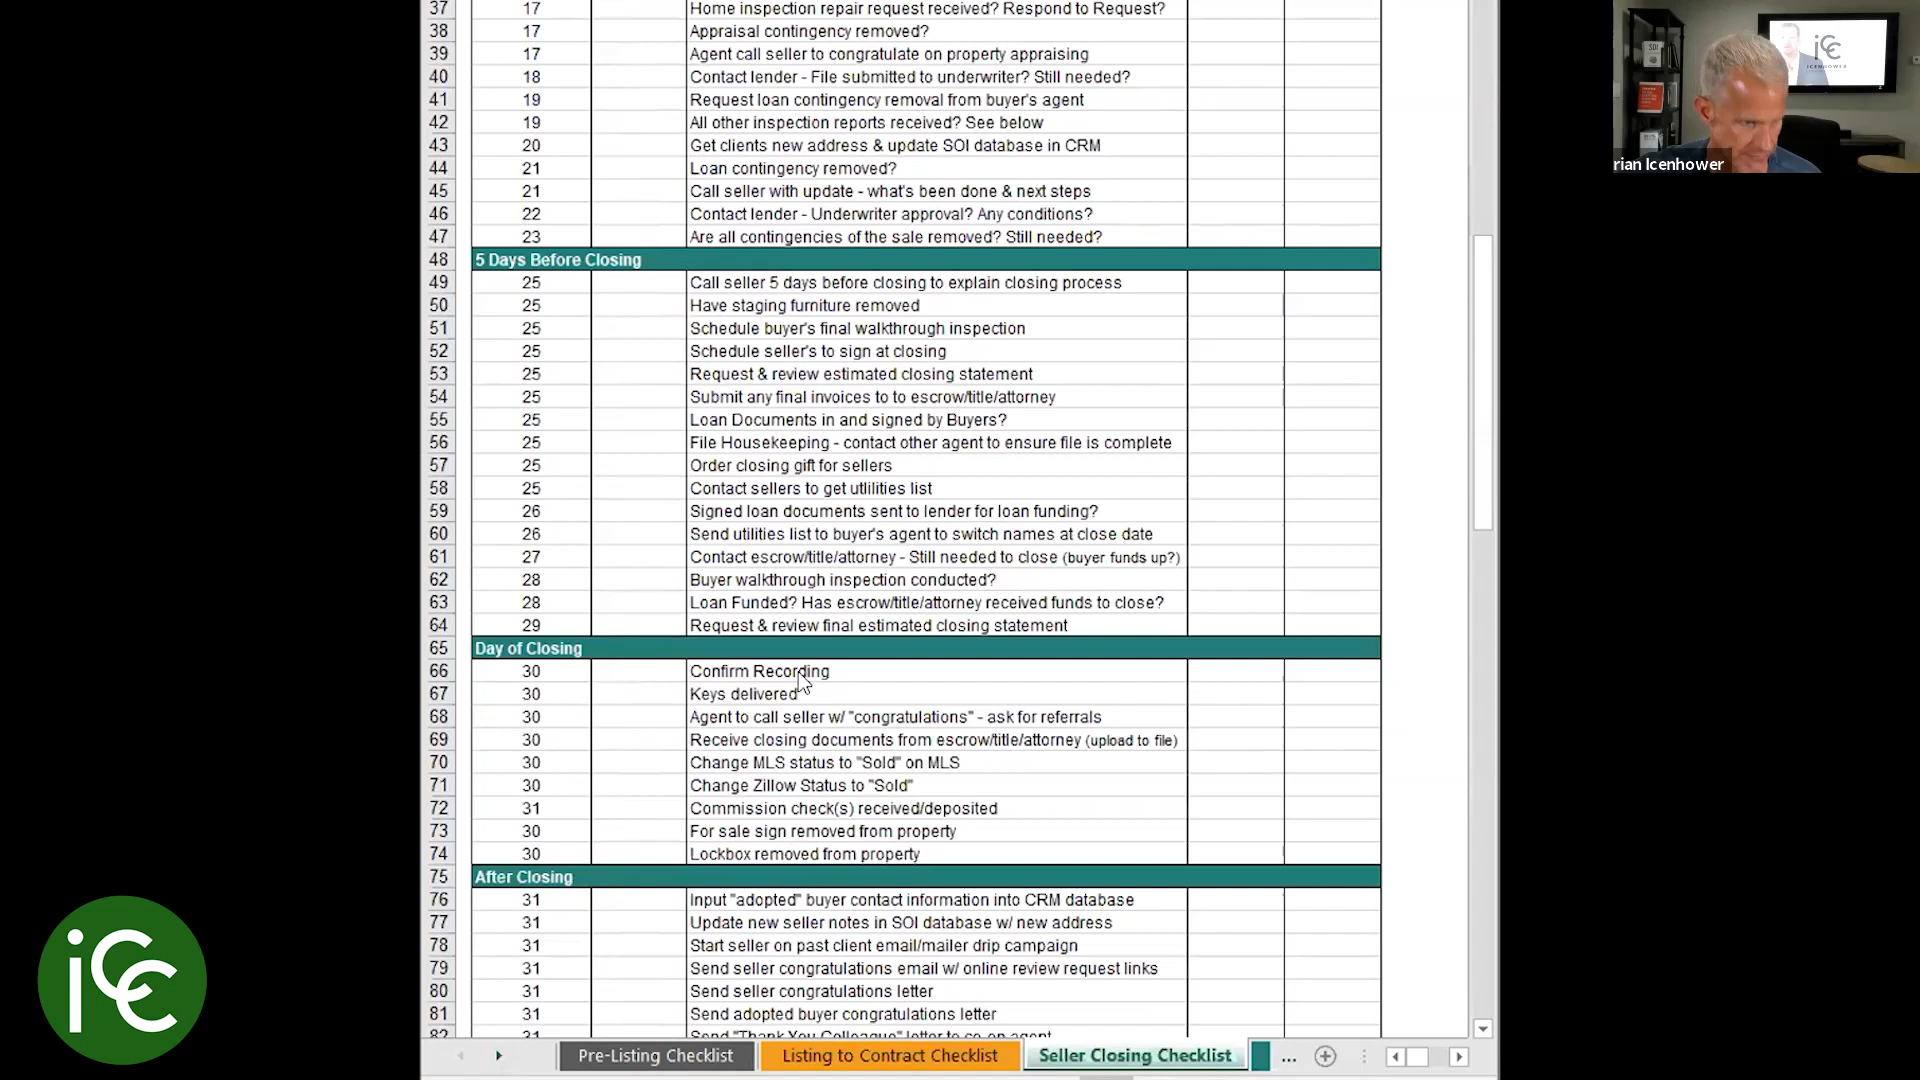 37 17 Home inspection repair request received? Respond to Request?
38 17 Appraisal contingency removed?
39 17 Agent call seller to congratulate on property appraising
40 18 Contact lender - File submitted to underwriter? Still needed?
41 19 Request loan contingency removal from buyer's agent
42 19 All other inspection reports received? See below
43 20 Get clients new address & update SOI database in CRM
44 21 Loan contingency removed?
45 21 Call seller with update - what's been done & next steps
46 22 Contact lender - Underwriter approval? Any conditions?
47 23 Are all contingencies of the sale removed? Still needed?
48 5 Days Before Closing
49 25 Call seller 5 days before closing to explain closing process
50 25 Have staging furniture removed
51 25 Schedule buyer's final walkthrough inspection
52 25 Schedule seller's to sign at closing
53 25 Request & review estimated closing statement
54 25 Submit any final invoices to to escrow/title/attorney
55 25 Loan Documents in and signed by Buyers?
56 25 File Housekeeping - contact other agent to ensure file is complete
57 25 Order closing gift for sellers
58 25 Contact sellers to get utlilities list
59 26 Signed loan documents sent to lender for loan funding?
60 26 Send utilities list to buyer's agent to switch names at close date
61 27 Contact escrow/title/attorney - Still needed to close (buyer funds up?)
62 28 Buyer walkthrough inspection conducted?
63 28 Loan Funded? Has escrow/title/attorney received funds to close?
64 29 Request & review final estimated closing statement
65 Day of Closing
66 30 Confirm Recording
67 30 Keys delivered
68 30 Agent to call seller w/ "congratulations" - ask for referrals
69 30 Receive closing documents from escrow/title/attorney (upload to file)
70 30 Change MLS status to "Sold" on MLS
71 30 Change Zillow Status to "Sold"
72 31 Commission check(s) received/deposited
73 30 For sale sign removed from property
74 30 Lockbox removed from property
75 After Closing
76 31 Input "adopted" buyer contact information into CRM database
77 31 Update new seller notes in SOI database w/ new address
78 31 Start seller on past client email/mailer drip campaign
79 31 Send seller congratulations email w/ online review request links
80 31 Send seller congratulations letter
81 31 Send adopted buyer congratulations letter
82 31 Send "Thank You Colleague" letter to co-op agent
Pre-Listing Checklist Listing to Contract Checklist Seller Closing Checklist ...
rian Icenhower
SOI
iCC
ICENHOWER
iCC